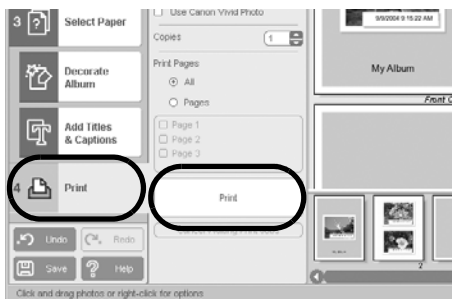 3 Select Paper
Decorate
Album
Add Titles
& Captions
4 Print
Undo
Redo
Save
Help
Use Canon Vivid Photo
Copies
1
Print Pages
All
Pages
Page 1
Page 2
Page 3
Print
9/9/2004 9:15:22 AM
My Album
Front C
2
Click and drag photos or right-click for options